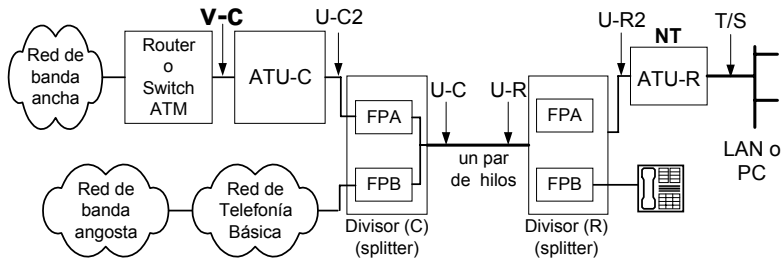 V-C
U-C2
U-R2
NT
T/S
Red de
banda
ancha
Router
o
Switch
ATM
ATU-C
ATU-R
U-C
U-R
FPA
FPA
LAN o
PC
un par
de hilos
FPB
FPB
Red de
banda
angosta
Red de
Telefonía
Básica
Divisor (C)
(splitter)
Divisor (R)
(splitter)